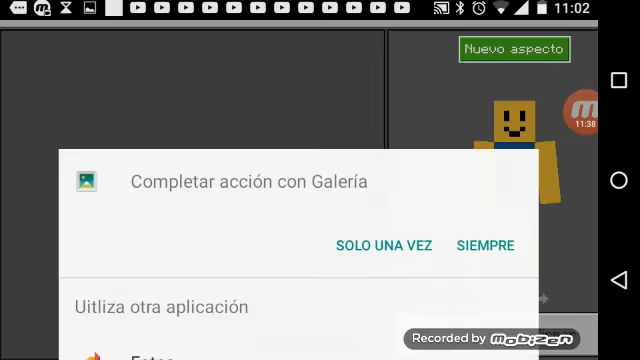 11:02
Nuevo aspecto
11:38
Completar acción con Galería
SOLO UNA VEZ SIEMPRE
Uitliza otra aplicación
Recorded by mobizen
Fotos